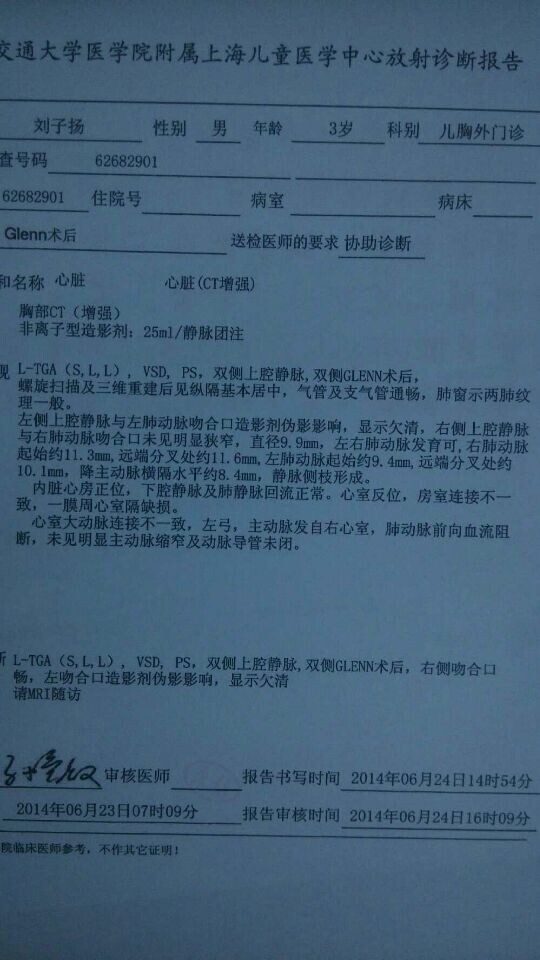 交通大学医学院附属上海儿童医学中心放射诊断报告
刘子扬 性别 男 年龄 3岁 科别 儿胸外门诊
查号码 62682901
62682901 住院号 病室 病床
Glenn术后 送检医师的要求 协助诊断
和名称 心脏 心脏(CT增强)
胸部CT（增强）
非离子型造影剂：25ml/静脉团注
现 L-TGA（S,L,L），VSD，PS，双侧上腔静脉,双侧GLENN术后，
螺旋扫描及三维重建后见纵隔基本居中，气管及支气管通畅，肺窗示两肺纹
理一般。
左侧上腔静脉与左肺动脉吻合口造影剂伪影影响，显示欠清，右侧上腔静脉
与右肺动脉吻合口未见明显狭窄，直径9.9mm，左右肺动脉发育可,右肺动脉
起始约11.3mm,远端分叉处约11.6mm,左肺动脉起始约9.4mm,远端分叉处约
10.1mm，降主动脉横隔水平约8.4mm，静脉侧枝形成。
内脏心房正位，下腔静脉及肺静脉回流正常。心室反位，房室连接不一
致，一膜周心室隔缺损。
心室大动脉连接不一致，左弓，主动脉发自右心室，肺动脉前向血流阻
断，未见明显主动脉缩窄及动脉导管未闭。
断 L-TGA（S,L,L），VSD，PS，双侧上腔静脉,双侧GLENN术后，右侧吻合口
畅，左吻合口造影剂伪影影响，显示欠清
请MRI随访
审核医师 报告书写时间 2014年06月24日14时54分
2014年06月23日07时09分 报告审核时间 2014年06月24日16时09分
院临床医师参考，不作其它证明！